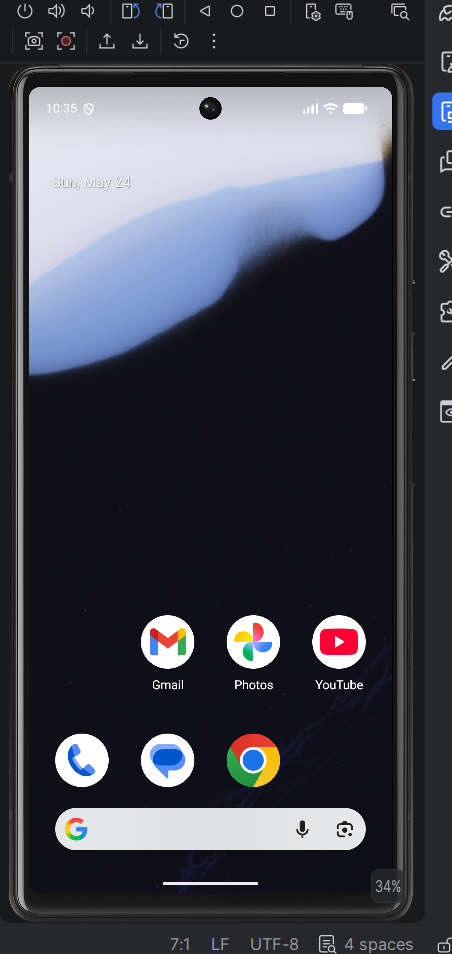 10:35
Sun, May 24
Gmail Photos YouTube
34%
7:1 LF UTF-8 4 spaces